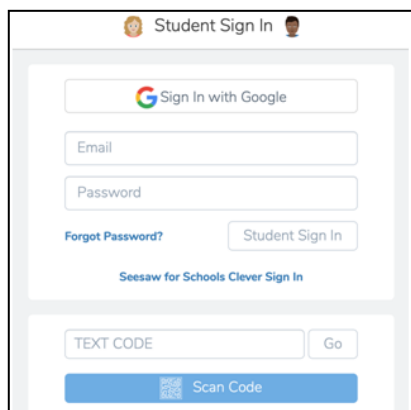 Student Sign In
Sign In with Google
Email
Password
Forgot Password? Student Sign In
Seesaw for Schools Clever Sign In
TEXT CODE Go
Scan Code